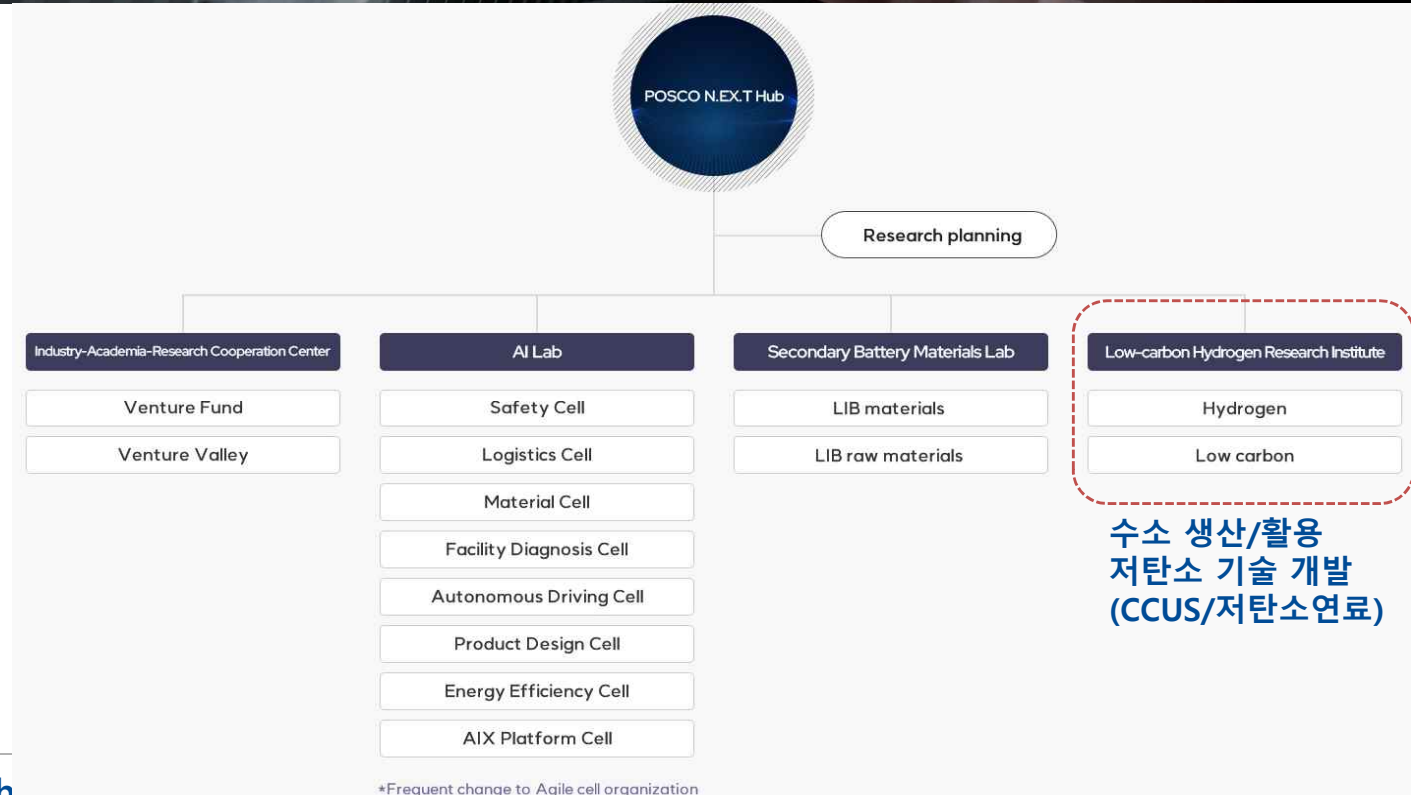 POSCO N.EX.T Hub
Research planning
Industry-Academia-Research Cooperation Center
Venture Fund
Venture Valley
AI Lab
Safety Cell
Logistics Cell
Material Cell
Facility Diagnosis Cell
Autonomous Driving Cell
Product Design Cell
Energy Efficiency Cell
AIX Platform Cell
*Frequent change to Agile cell organization
Secondary Battery Materials Lab
LIB materials
LIB raw materials
Low-carbon Hydrogen Research Institute
Hydrogen
Low carbon
수소 생산/활용
저탄소 기술 개발
(CCUS/저탄소연료)